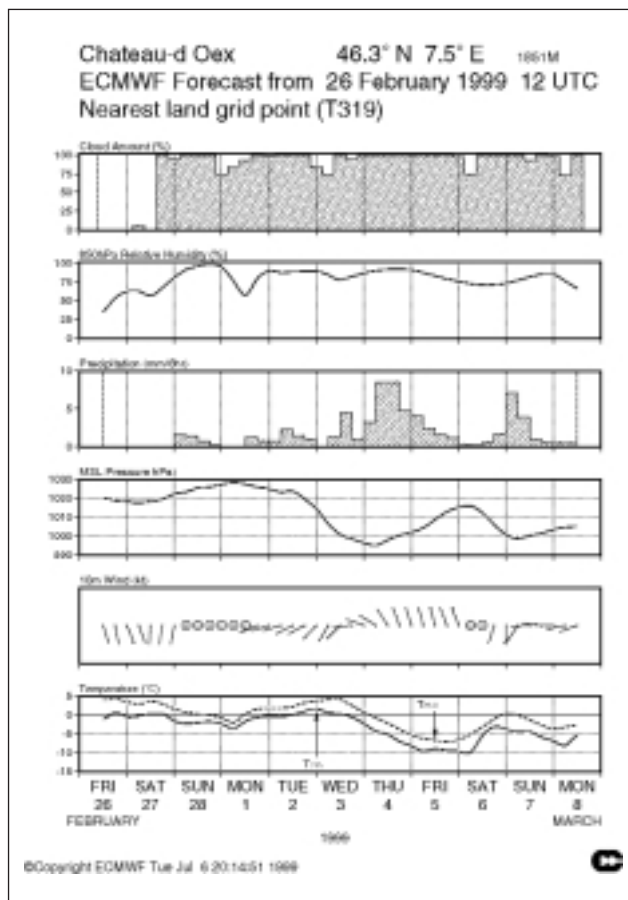 Chateau-d Oex 46.3° N 7.5° E 1851M
ECMWF Forecast from 26 February 1999 12 UTC
Nearest land grid point (T319)
Cloud Amount (%)
100
75
50
25
0
850hPa Relative Humidity (%)
100
75
50
25
0
Precipitation (mm/6hr)
10
5
0
MSL Pressure hPa)
1030
1020
1010
1000
990
10m Wind (kt)
Temperature (°C)
5
0
-5
-10
-15
FRI SAT SUN MON TUE WED THU FRI SAT SUN MON
26 27 28 1 2 3 4 5 6 7 8
FEBRUARY MARCH
1999
©Copyright ECMWF Tue Jul 6 20:14:51 1999